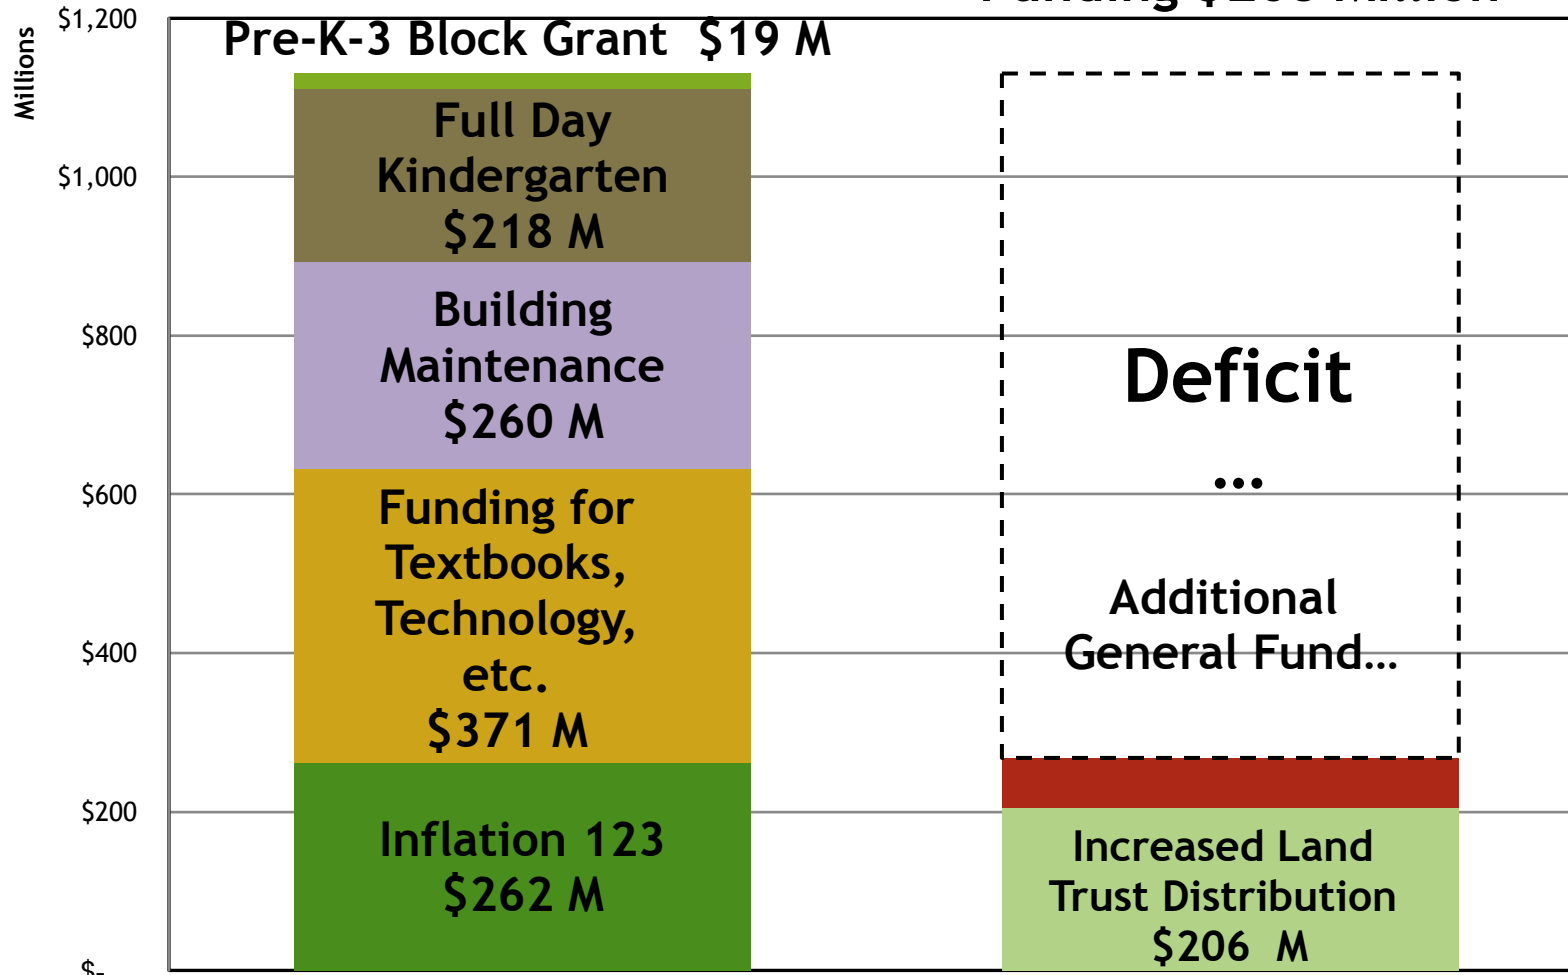 Millions
$1,200
$1,000
$800
$600
$400
$200
$-
Pre-K-3 Block Grant $19 M
Full Day
Kindergarten
$218 M
Building
Maintenance
$260 M
Funding for
Textbooks,
Technology,
etc.
$371 M
Inflation 123
$262 M
Deficit
...
Additional
General Fund...
Increased Land
Trust Distribution
$206 M